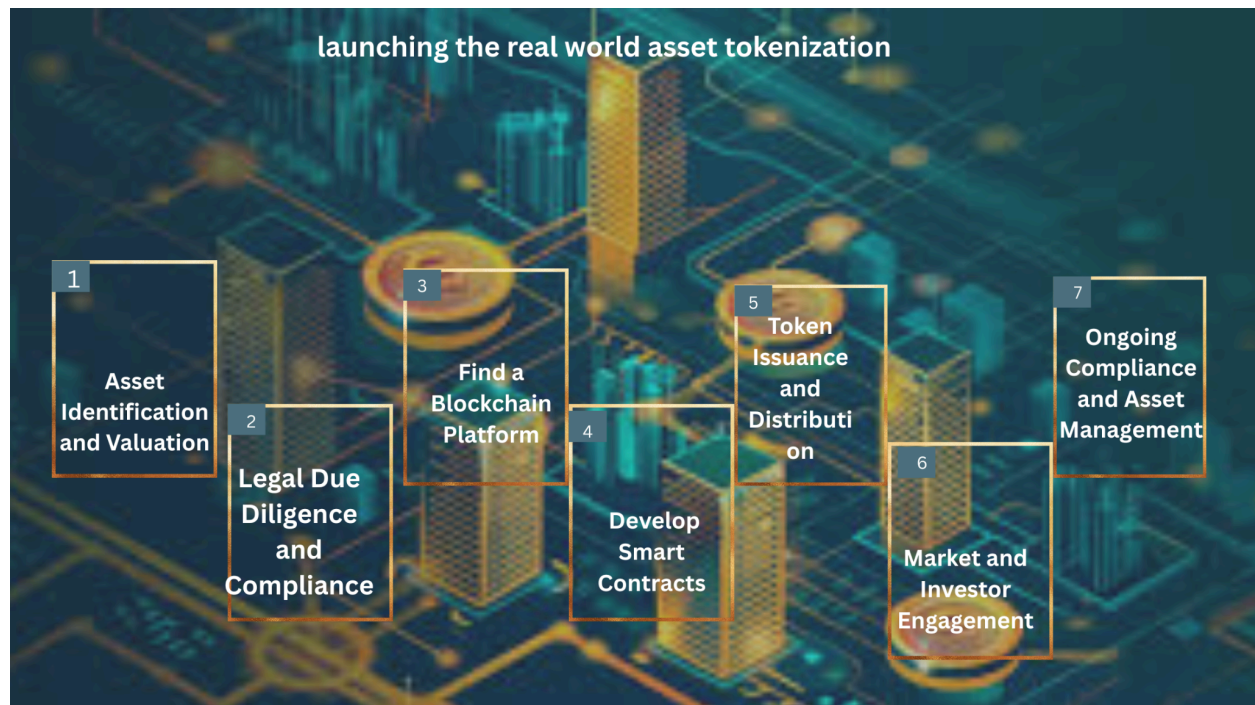 launching the real world asset tokenization
1
Asset
Identification
and Valuation
2
Legal Due
Diligence
and
Compliance
3
Find a
Blockchain
Platform
4
Develop
Smart
Contracts
5
Token
Issuance
and
Distributi
on
6
Market and
Investor
Engagement
7
Ongoing
Compliance
and Asset
Management